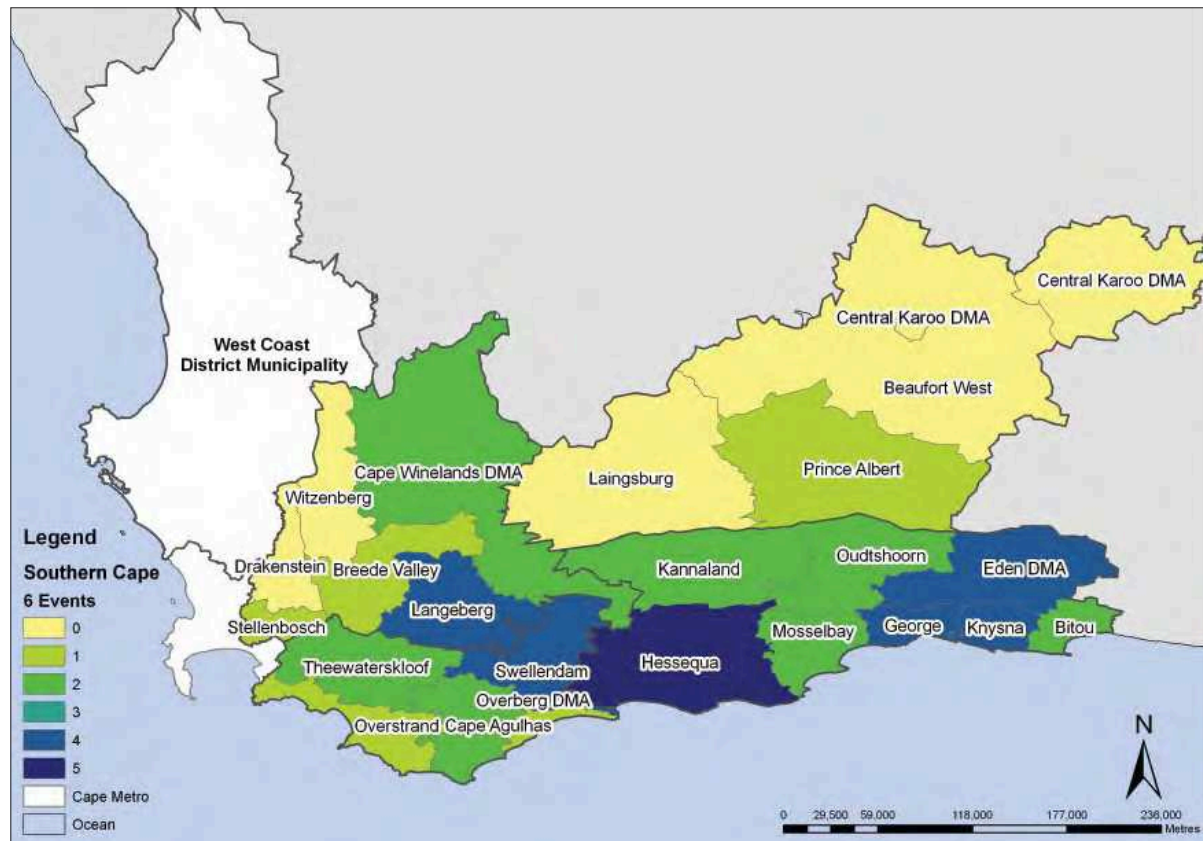 Central Karoo DMA
Central Karoo DMA
West Coast
District Municipality
Beaufort West
Cape Winelands DMA
Laingsburg
Prince Albert
Witzenberg
Drakenstein
Breede Valley
Kannaland
Oudtshoorn
Eden DMA
Langeberg
Stellenbosch
Mosselbay
George
Knysna
Bitou
Theewaterskloof
Swellendam
Hessequa
Overberg DMA
Overstrand
Cape Agulhas
Legend
Southern Cape
6 Events
0
1
2
3
4
5
Cape Metro
Ocean
N
0 29,500 59,000 118,000 177,000 236,000
Metres